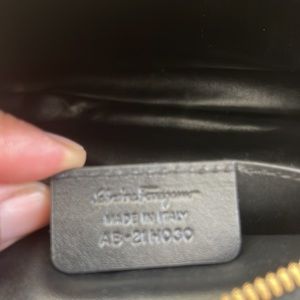 Salvatore Ferragamo
MADE IN ITALY
AB-21 H030